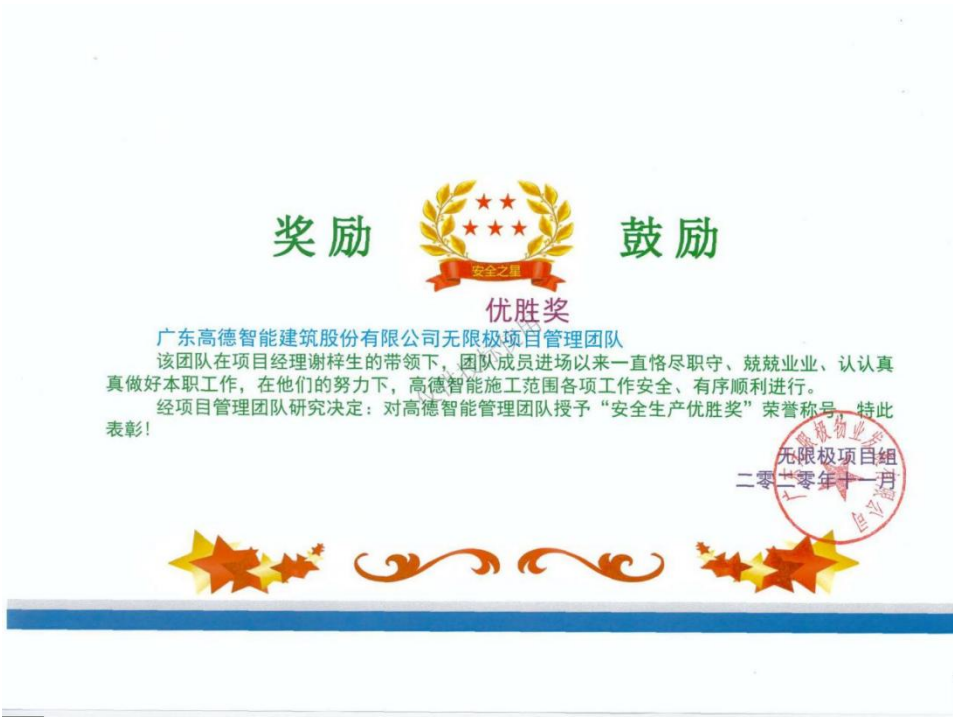 奖励 鼓励
安全之星
优胜奖
广东高德智能建筑股份有限公司无限极项目管理团队
该团队在项目经理谢梓生的带领下，团队成员进场以来一直恪尽职守、兢兢业业、认认真
真做好本职工作，在他们的努力下，高德智能施工范围各项工作安全、有序顺利进行。
经项目管理团队研究决定：对高德智能管理团队授予“安全生产优胜奖”荣誉称号，特此
表彰！
无限极项目组
二零二零年十一月